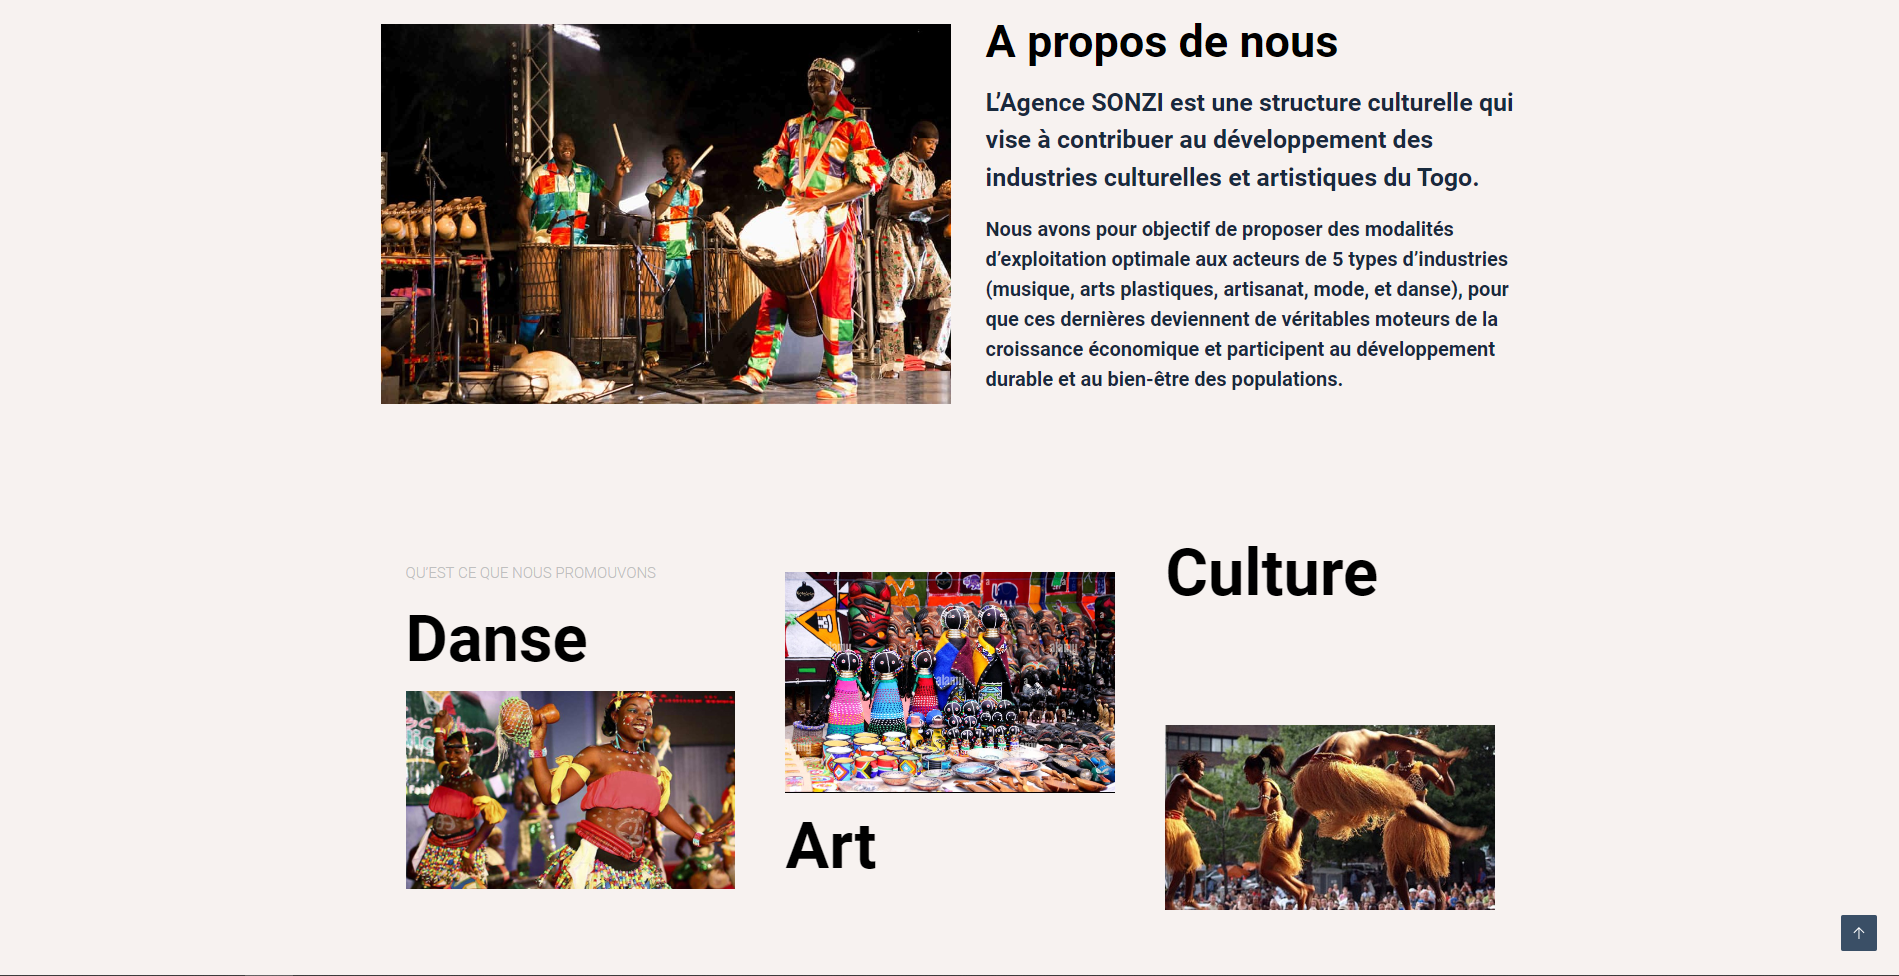 A propos de nous
L’Agence SONZI est une structure culturelle qui
vise à contribuer au développement des
industries culturelles et artistiques du Togo.
Nous avons pour objectif de proposer des modalités
d’exploitation optimale aux acteurs de 5 types d’industries
(musique, arts plastiques, artisanat, mode, et danse), pour
que ces dernières deviennent de véritables moteurs de la
croissance économique et participent au développement
durable et au bien-être des populations.
QU'EST CE QUE NOUS PROMOUVONS
Danse
alamy
alamy
Art
Culture